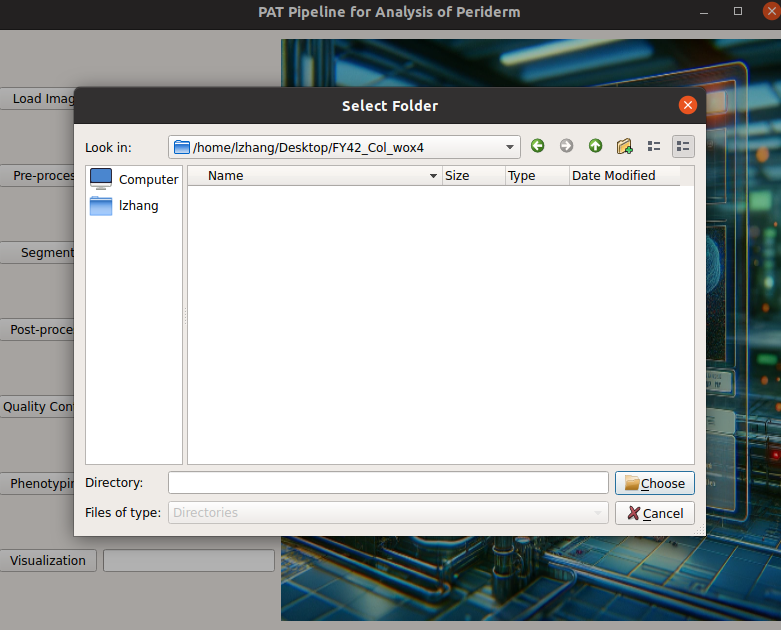 PAT Pipeline for Analysis of Periderm
Load Imag
Select Folder
Look in: /home/lzhang/Desktop/FY42_Col_wox4
Computer
lzhang
Name Size Type Date Modified
Pre-proces
Segment
Post-proce
Quality Con
Phenotypin
Directory: Choose
Files of type: Directories Cancel
Visualization